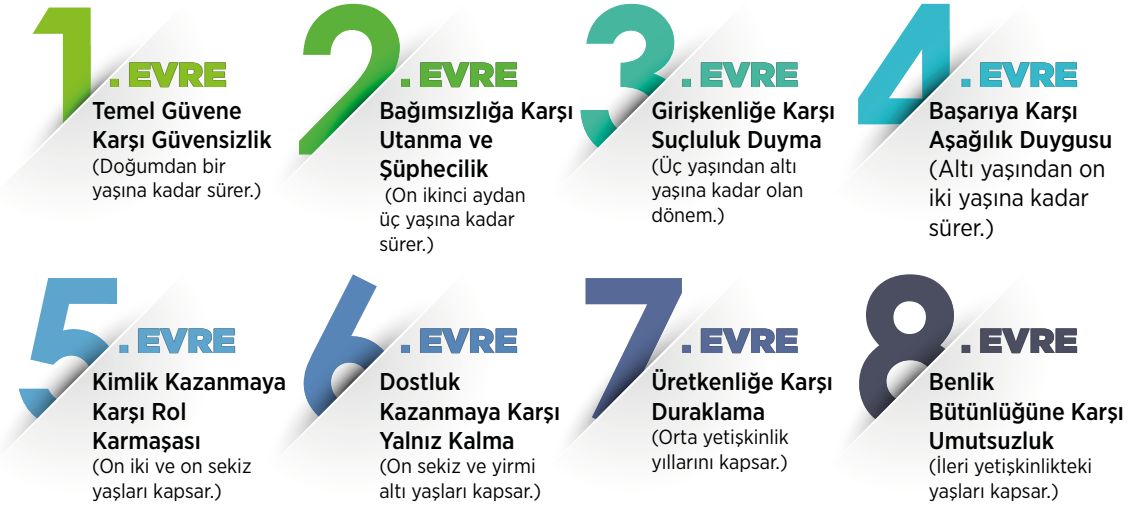 1. EVRE
Temel Güvene
Karşı Güvensizlik
(Doğumdan bir
yaşına kadar sürer.)
2. EVRE
Bağımsızlığa Karşı
Utanma ve
Şüphecilik
(On ikinci aydan
üç yaşına kadar
sürer.)
3. EVRE
Girişkenliğe Karşı
Suçluluk Duyma
(Üç yaşından altı
yaşına kadar olan
dönem.)
4. EVRE
Başarıya Karşı
Aşağılık Duygusu
(Altı yaşından on
iki yaşına kadar
sürer.)
5. EVRE
Kimlik Kazanmaya
Karşı Rol
Karmaşası
(On iki ve on sekiz
yaşları kapsar.)
6. EVRE
Dostluk
Kazanmaya Karşı
Yalnız Kalma
(On sekiz ve yirmi
altı yaşları kapsar.)
7. EVRE
Üretkenliğe Karşı
Duraklama
(Orta yetişkinlik
yıllarını kapsar.)
8. EVRE
Benlik
Bütünlüğüne Karşı
Umutsuzluk
(İleri yetişkinlikteki
yaşları kapsar.)